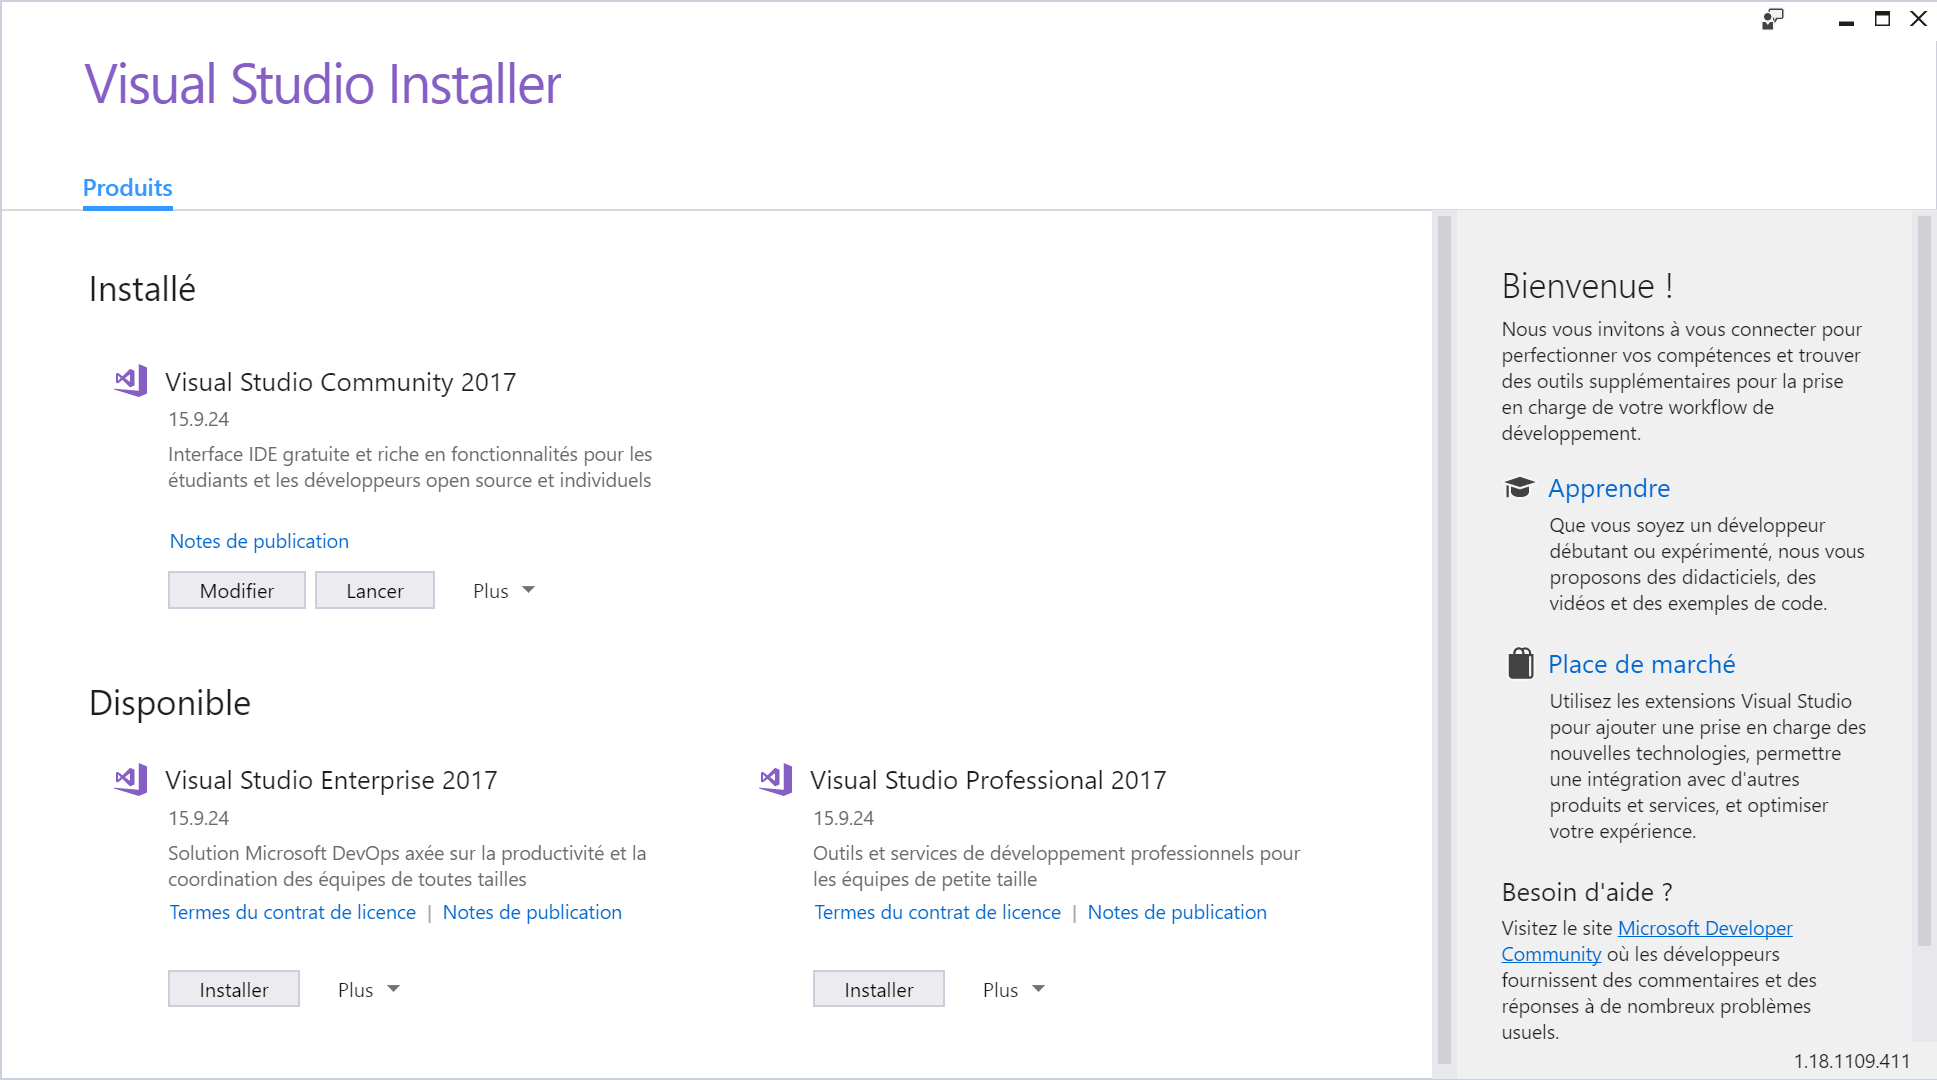 Visual Studio Installer
Produits
Installé
Visual Studio Community 2017
15.9.24
Interface IDE gratuite et riche en fonctionnalités pour les
étudiants et les développeurs open source et individuels
Notes de publication
Modifier
Lancer
Plus
Disponible
Visual Studio Enterprise 2017
15.9.24
Solution Microsoft DevOps axée sur la productivité et la
coordination des équipes de toutes tailles
Termes du contrat de licence | Notes de publication
Installer
Plus
Visual Studio Professional 2017
15.9.24
Outils et services de développement professionnels pour
les équipes de petite taille
Termes du contrat de licence | Notes de publication
Installer
Plus
Bienvenue !
Nous vous invitons à vous connecter pour
perfectionner vos compétences et trouver
des outils supplémentaires pour la prise
en charge de votre workflow de
développement.
Apprendre
Que vous soyez un développeur
débutant ou expérimenté, nous vous
proposons des didacticiels, des
vidéos et des exemples de code.
Place de marché
Utilisez les extensions Visual Studio
pour ajouter une prise en charge des
nouvelles technologies, permettre
une intégration avec d'autres
produits et services, et optimiser
votre expérience.
Besoin d'aide ?
Visitez le site Microsoft Developer
Community où les développeurs
fournissent des commentaires et des
réponses à de nombreux problèmes
usuels.
1.18.1109.411